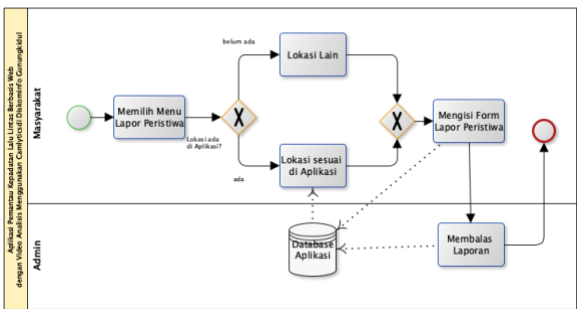 Aplikasi Pemantau Kepadatan Lalu Lintas Berbasis Web
dengan Video Analisis Menggunakan Camlytics di Diskominfo Gunungkidul
Masyarakat
Admin
Memilih Menu
Lapor Peristiwa
Lokasi ada
di Aplikasi?
belum ada
ada
Lokasi Lain
Lokasi sesuai
di Aplikasi
Mengisi Form
Lapor Peristiwa
Database
Aplikasi
Membalas
Laporan